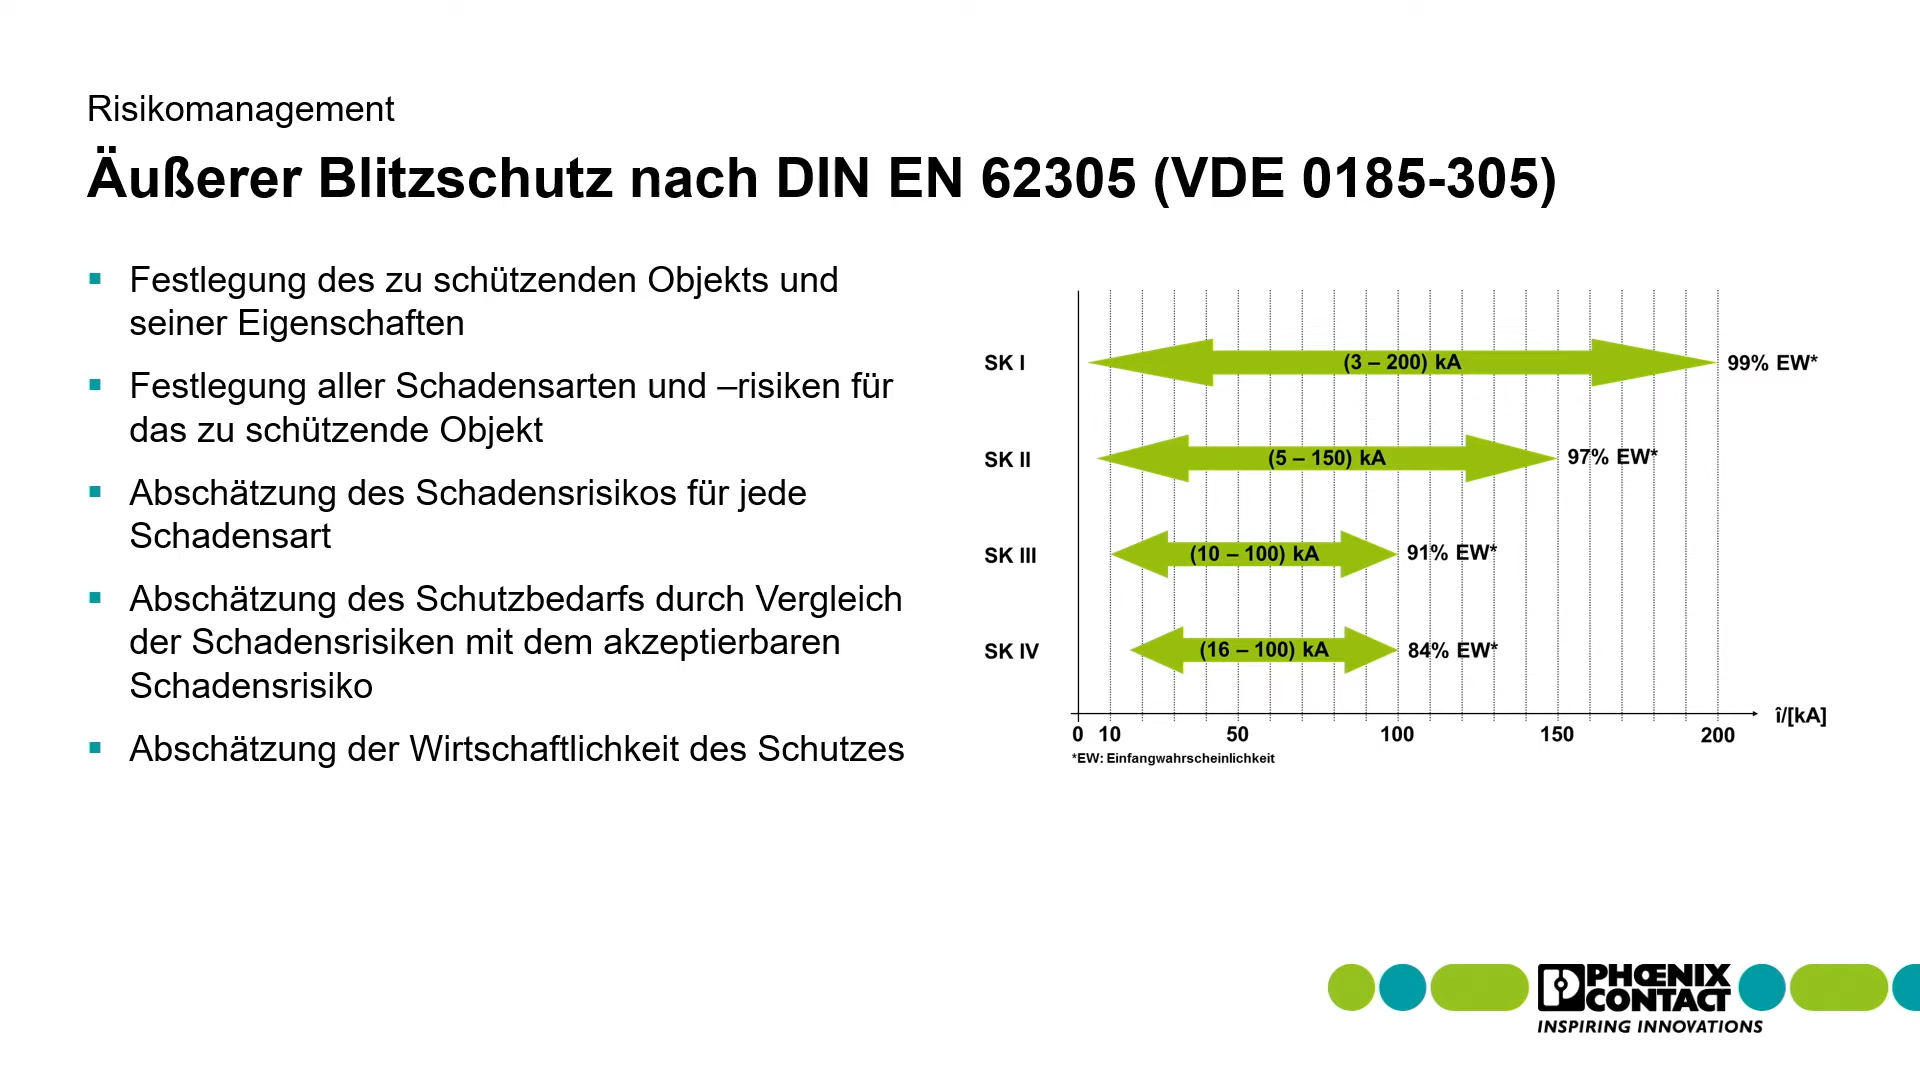 Risikomanagement
Äußerer Blitzschutz nach DIN EN 62305 (VDE 0185-305)
▪ Festlegung des zu schützenden Objekts und
seiner Eigenschaften
▪ Festlegung aller Schadensarten und –risiken für
das zu schützende Objekt
▪ Abschätzung des Schadensrisikos für jede
Schadensart
▪ Abschätzung des Schutzbedarfs durch Vergleich
der Schadensrisiken mit dem akzeptierbaren
Schadensrisiko
▪ Abschätzung der Wirtschaftlichkeit des Schutzes
SK I (3 – 200) kA 99% EW*
SK II (5 – 150) kA 97% EW*
SK III (10 – 100) kA 91% EW*
SK IV (16 – 100) kA 84% EW*
î/[kA]
0 10 50 100 150 200
*EW: Einfangwahrscheinlichkeit
PHŒNIX
CONTACT
INSPIRING INNOVATIONS